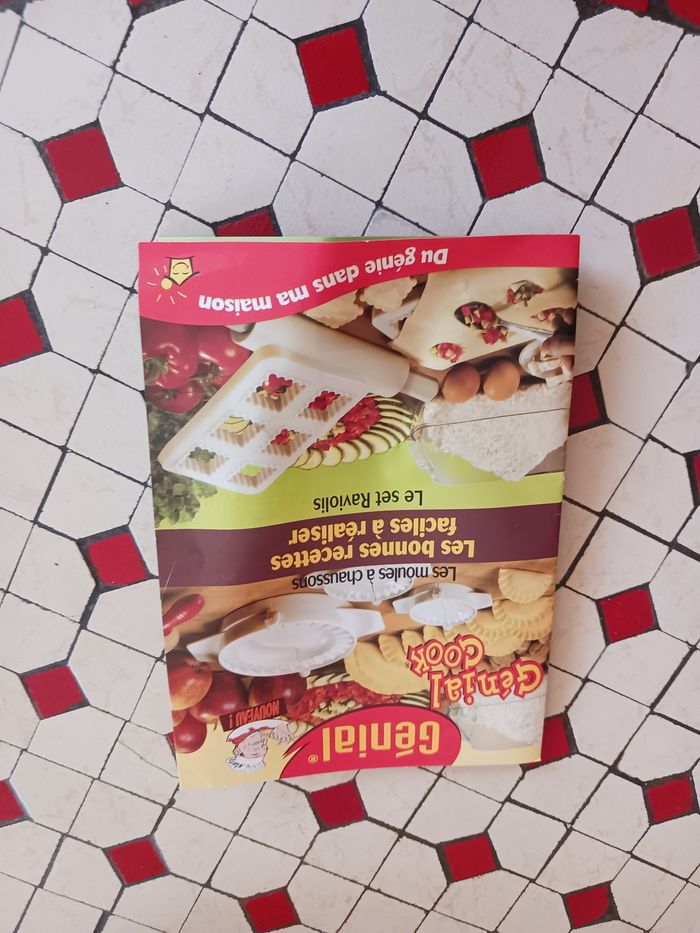 Génial®
NOUVEAU !
Génial
Cook®
Les moules à chaussons
Les bonnes recettes
faciles à réaliser
Le set Raviolis
Du génie dans ma maison